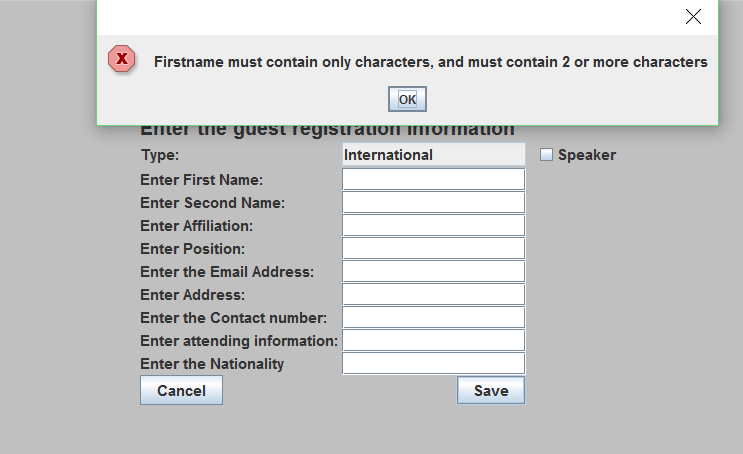 X
Firstname must contain only characters, and must contain 2 or more characters
OK
Enter the guest registration information
Type: International Speaker
Enter First Name:
Enter Second Name:
Enter Affiliation:
Enter Position:
Enter the Email Address:
Enter Address:
Enter the Contact number:
Enter attending information:
Enter the Nationality
Cancel Save